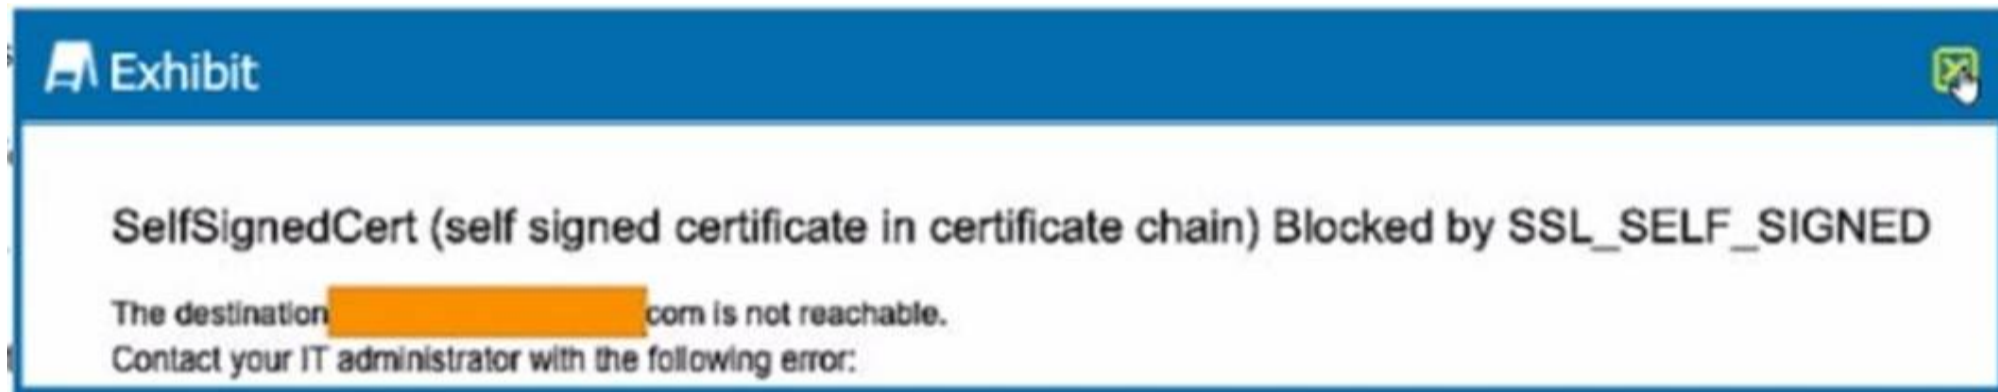 Exhibit
SelfSignedCert (self signed certificate in certificate chain) Blocked by SSL_SELF_SIGNED
The destination com is not reachable.
Contact your IT administrator with the following error: